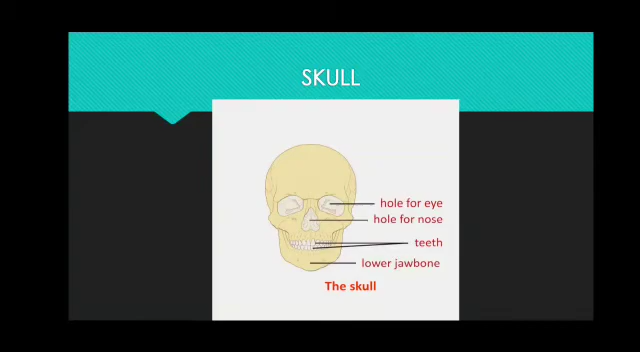 SKULL
hole for eye
hole for nose
teeth
lower jawbone
The skull